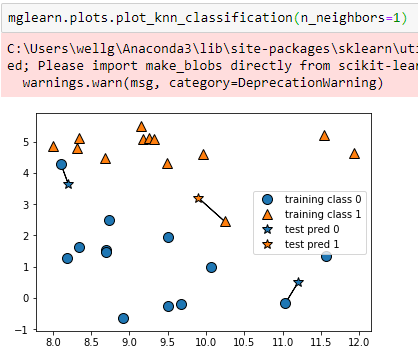 mglearn.plots.plot_knn_classification(n_neighbors=1)
C:\Users\wellg\Anaconda3\lib\site-packages\sklearn\uti
ed; Please import make_blobs directly from scikit-lear
warnings.warn(msg, category=DeprecationWarning)
5
4
3
2
1
0
−1
training class 0
training class 1
test pred 0
test pred 1
8.0 8.5 9.0 9.5 10.0 10.5 11.0 11.5 12.0